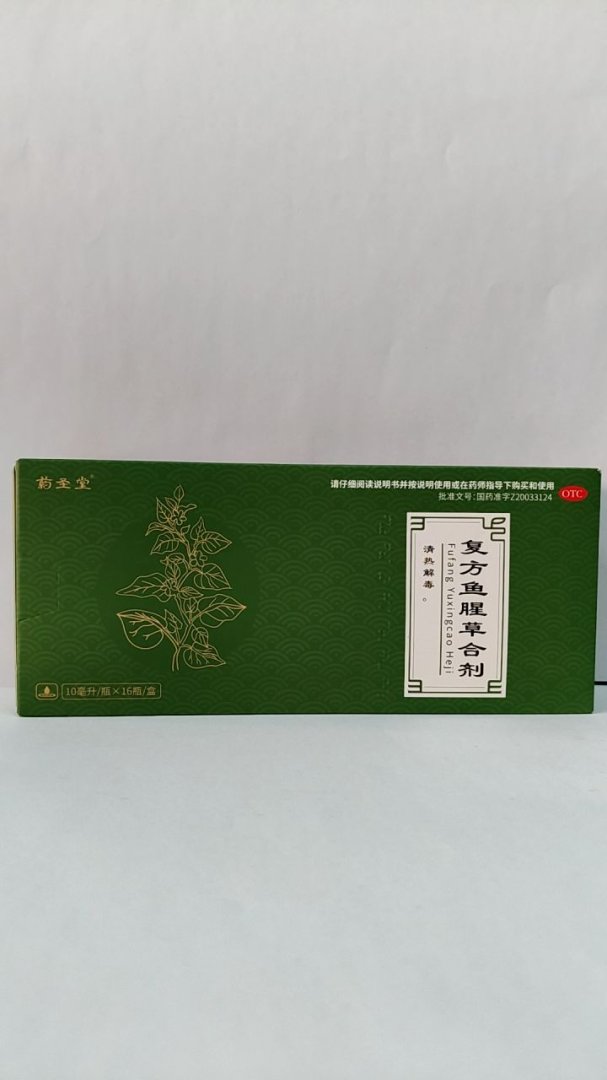 药圣堂®
请仔细阅读说明书并按说明使用或在药师指导下购买和使用
批准文号:国药准字Z20033124
OTC
复方鱼腥草合剂
Fufang Yuxingcao Heji
清热解毒。
10毫升/瓶×16瓶/盒